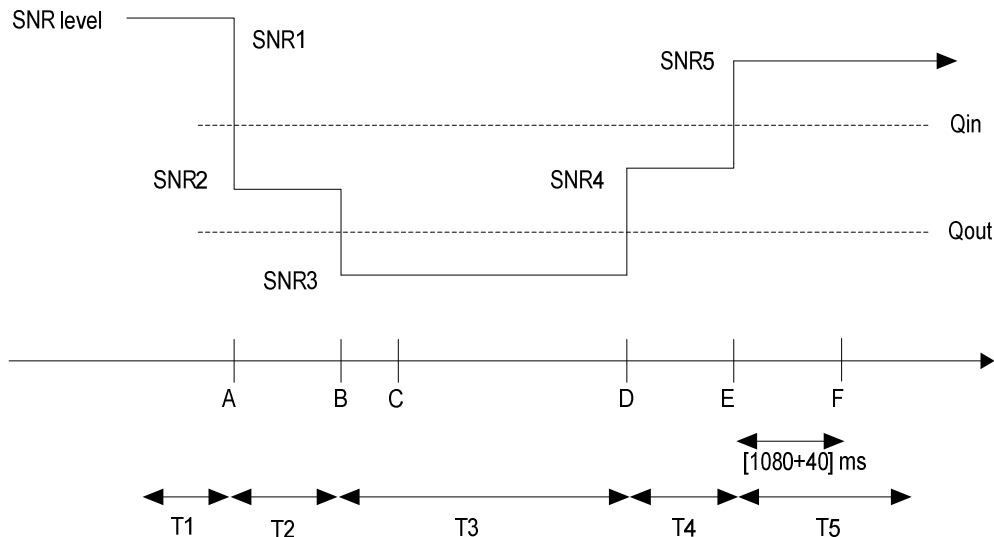 SNR level
SNR1
SNR5
Qin
SNR2
SNR4
Qout
SNR3
A B C D E F
[1080+40] ms
T1 T2 T3 T4 T5